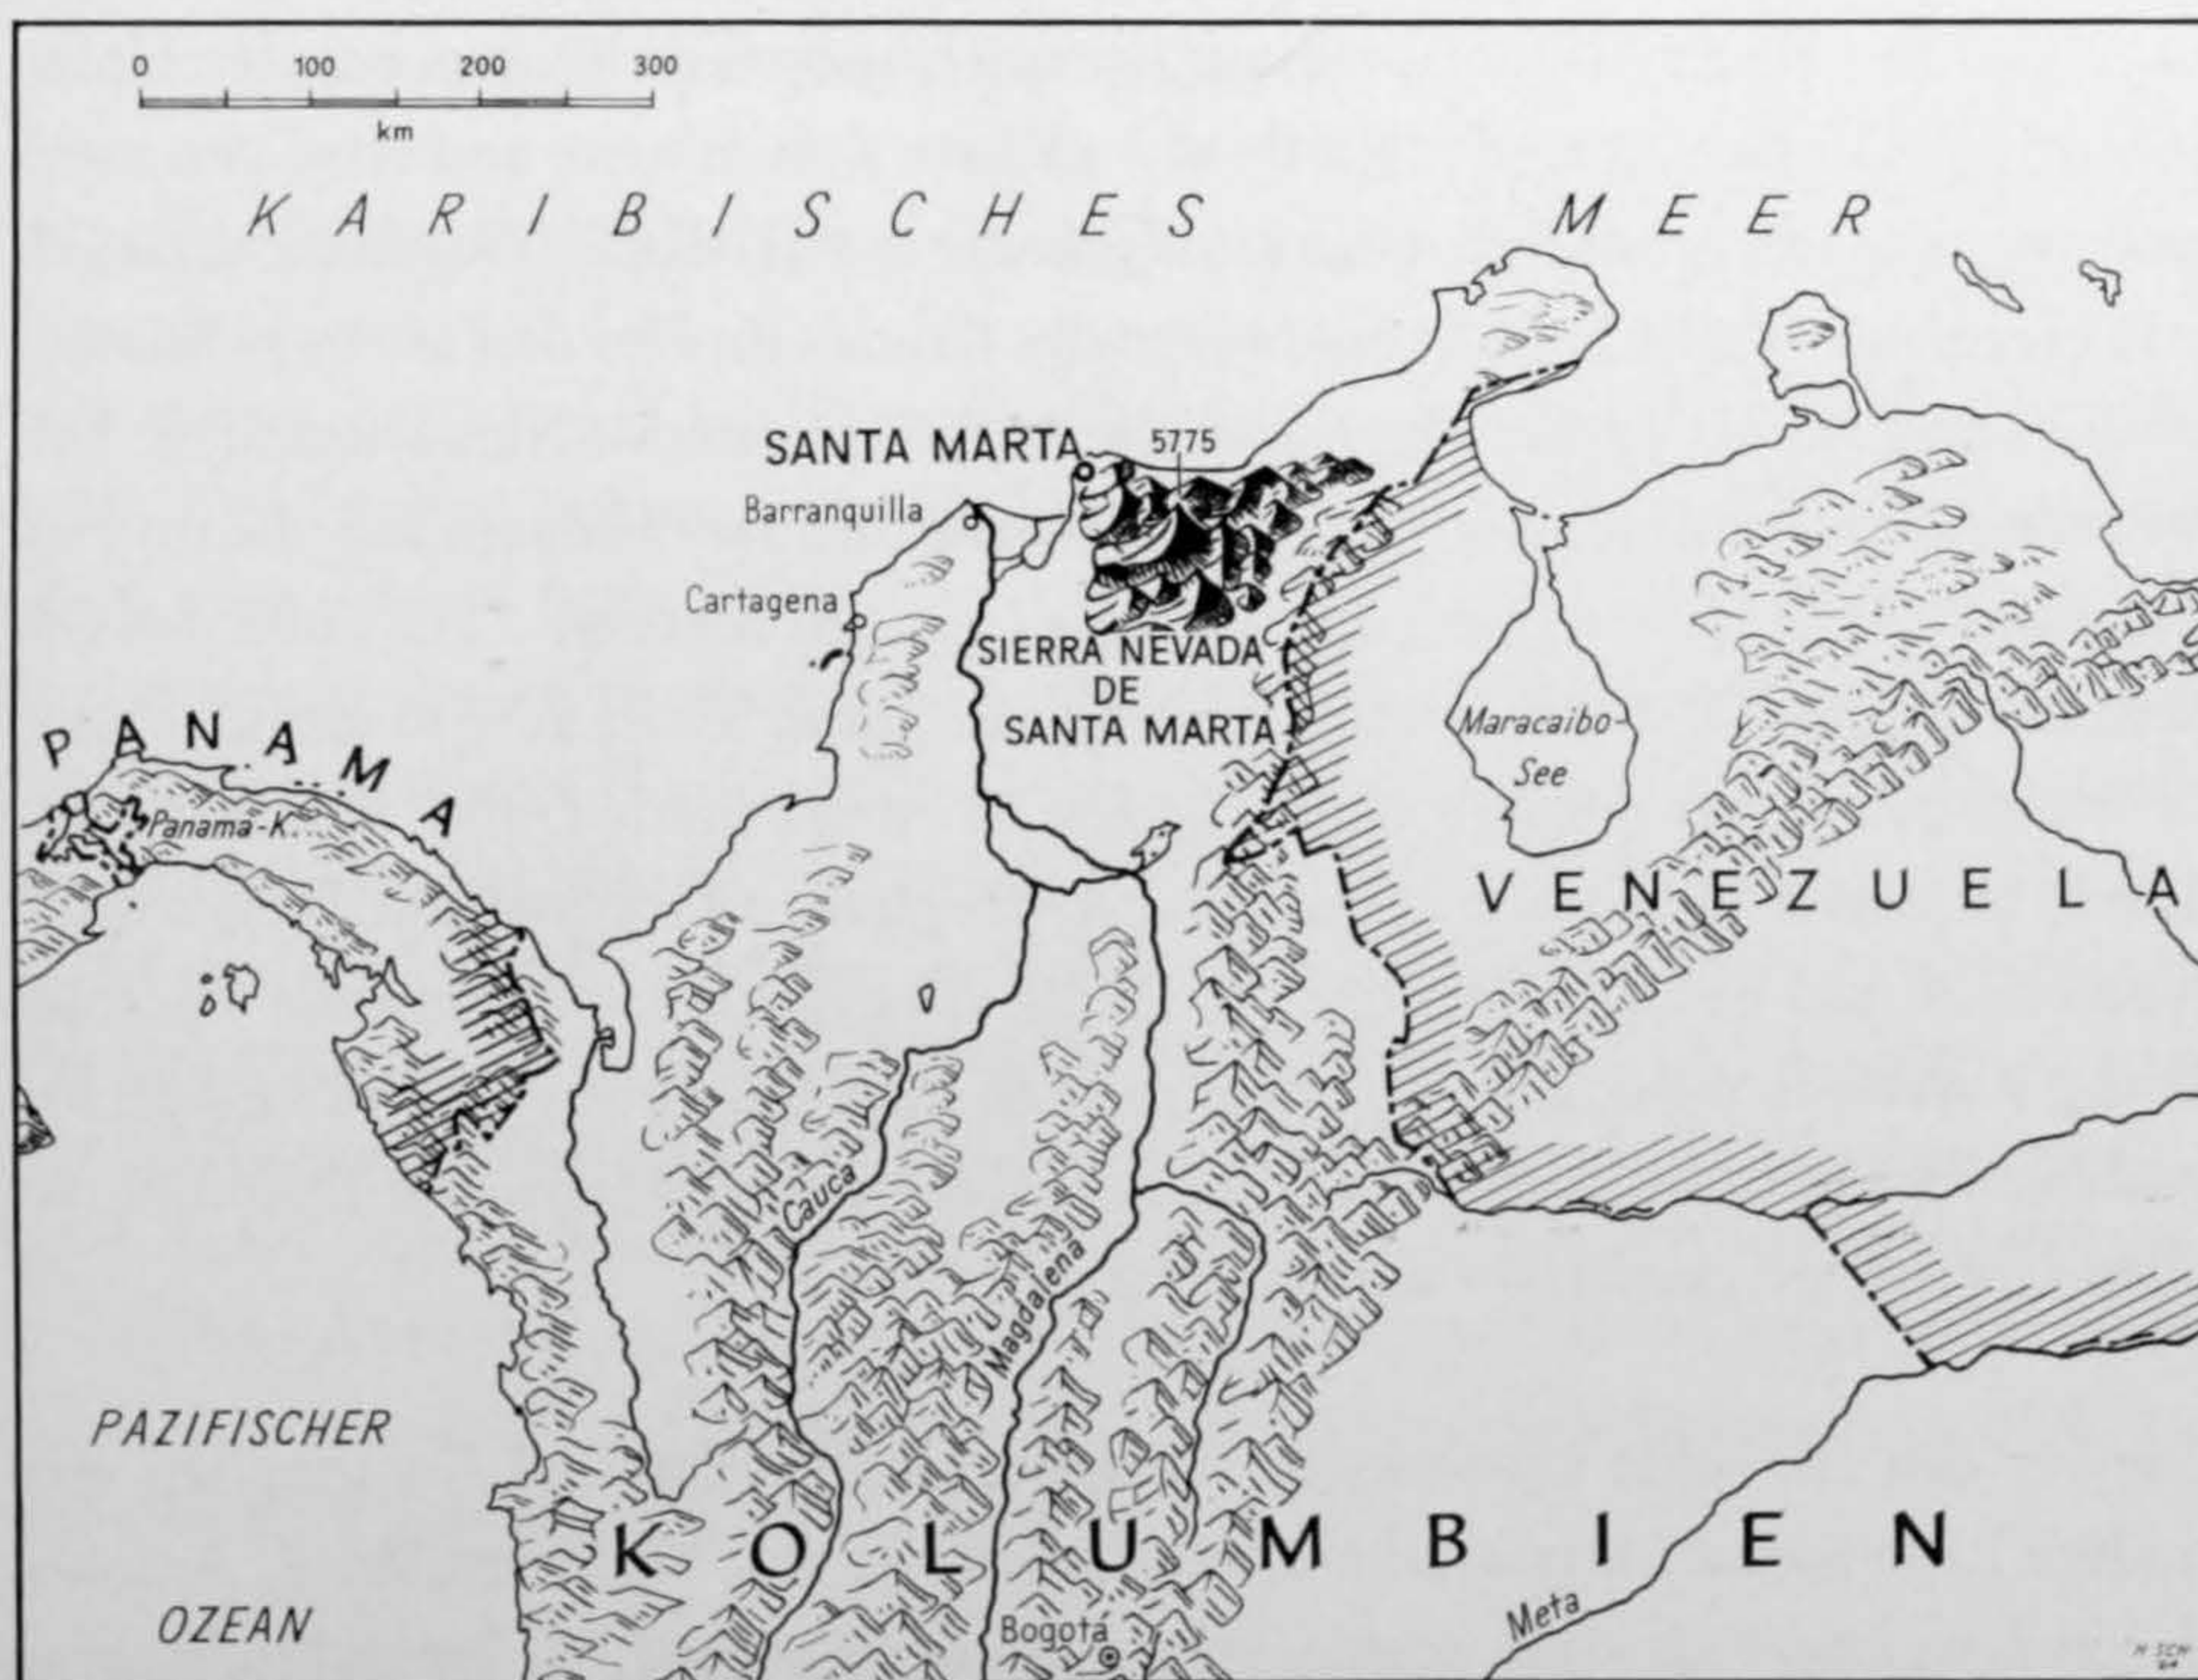 0 100 200 300
km
KARIBISCHES MEER
SANTA MARTA
5775
Barranquilla
Cartagena
SIERRA NEVADA
DE
SANTA MARTA
Maracaibo-
See
PANAMA
Panama-K.
VENEZUELA
Cauca
Magdalena
PAZIFISCHER
OZEAN
KOLUMBIEN
Bogotá
Meta